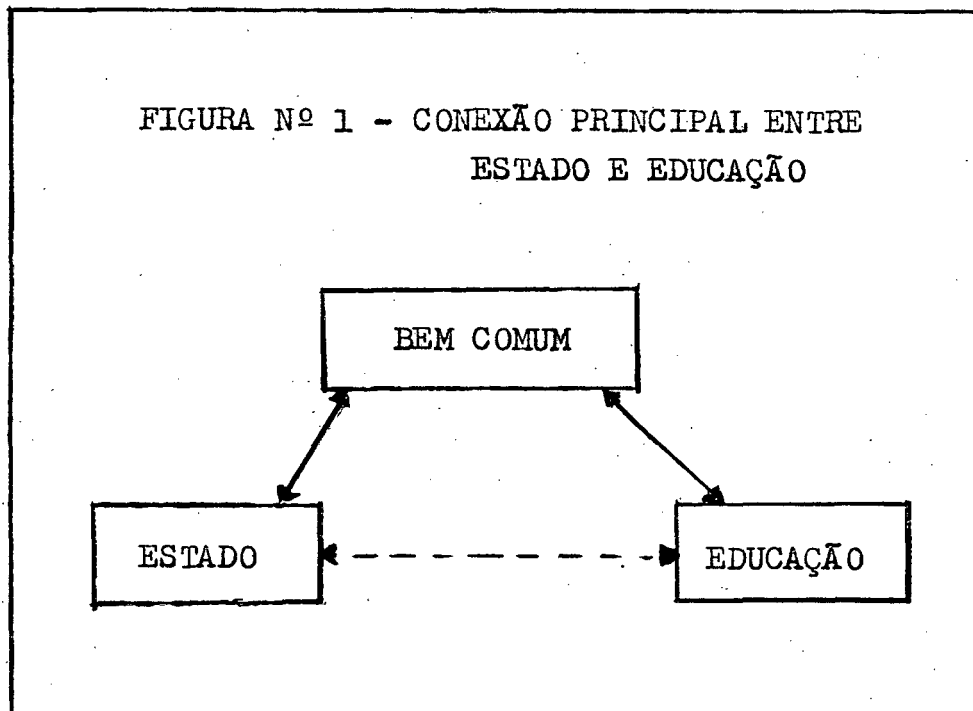 FIGURA Nº 1 - CONEXÃO PRINCIPAL ENTRE
ESTADO E EDUCAÇÃO
BEM COMUM
ESTADO
EDUCAÇÃO